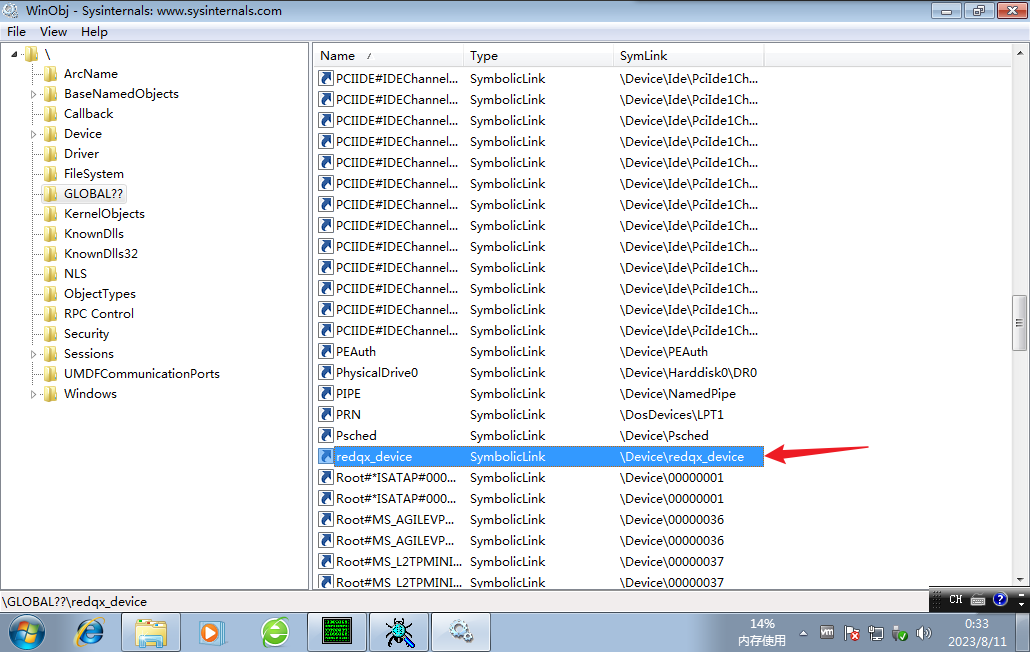 WinObj - Sysinternals: www.sysinternals.com
File View Help
\
ArcName
BaseNamedObjects
Callback
Device
Driver
FileSystem
GLOBAL??
KernelObjects
KnownDlls
KnownDlls32
NLS
ObjectTypes
RPC Control
Security
Sessions
UMDFCommunicationPorts
Windows
Name Type SymLink
PCIIDE#IDEChannel... SymbolicLink \Device\Ide\PciIde1Ch...
PCIIDE#IDEChannel... SymbolicLink \Device\Ide\PciIde1Ch...
PCIIDE#IDEChannel... SymbolicLink \Device\Ide\PciIde1Ch...
PCIIDE#IDEChannel... SymbolicLink \Device\Ide\PciIde1Ch...
PCIIDE#IDEChannel... SymbolicLink \Device\Ide\PciIde1Ch...
PCIIDE#IDEChannel... SymbolicLink \Device\Ide\PciIde1Ch...
PCIIDE#IDEChannel... SymbolicLink \Device\Ide\PciIde1Ch...
PCIIDE#IDEChannel... SymbolicLink \Device\Ide\PciIde1Ch...
PCIIDE#IDEChannel... SymbolicLink \Device\Ide\PciIde1Ch...
PCIIDE#IDEChannel... SymbolicLink \Device\Ide\PciIde1Ch...
PCIIDE#IDEChannel... SymbolicLink \Device\Ide\PciIde1Ch...
PCIIDE#IDEChannel... SymbolicLink \Device\Ide\PciIde1Ch...
PCIIDE#IDEChannel... SymbolicLink \Device\Ide\PciIde1Ch...
PEAuth SymbolicLink \Device\PEAuth
PhysicalDrive0 SymbolicLink \Device\Harddisk0\DR0
PIPE SymbolicLink \Device\NamedPipe
PRN SymbolicLink \DosDevices\LPT1
Psched SymbolicLink \Device\Psched
redqx_device SymbolicLink \Device\redqx_device
Root#*ISATAP#000... SymbolicLink \Device\00000001
Root#*ISATAP#000... SymbolicLink \Device\00000001
Root#MS_AGILEVP... SymbolicLink \Device\00000036
Root#MS_AGILEVP... SymbolicLink \Device\00000036
Root#MS_L2TPMINI... SymbolicLink \Device\00000037
Root#MS_L2TPMINI... SymbolicLink \Device\00000037
\GLOBAL??\redqx_device
CH
14%
内存使用
vm
0:33
2023/8/11